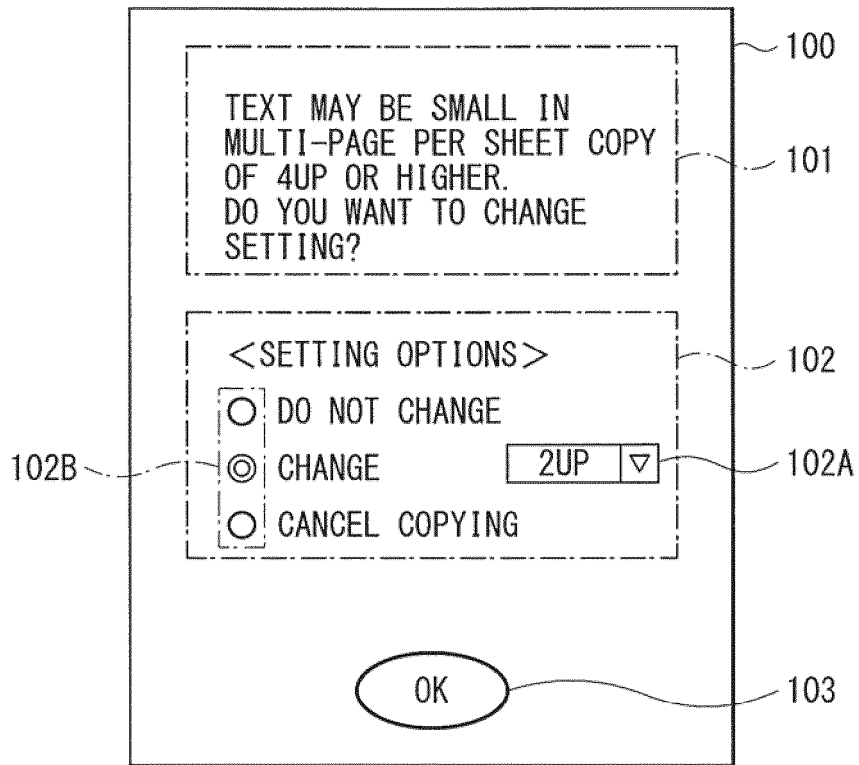 100
TEXT MAY BE SMALL IN
MULTI-PAGE PER SHEET COPY
OF 4UP OR HIGHER.
DO YOU WANT TO CHANGE
SETTING?
101
<SETTING OPTIONS>
102
DO NOT CHANGE
102B
CHANGE
2UP
102A
CANCEL COPYING
OK
103